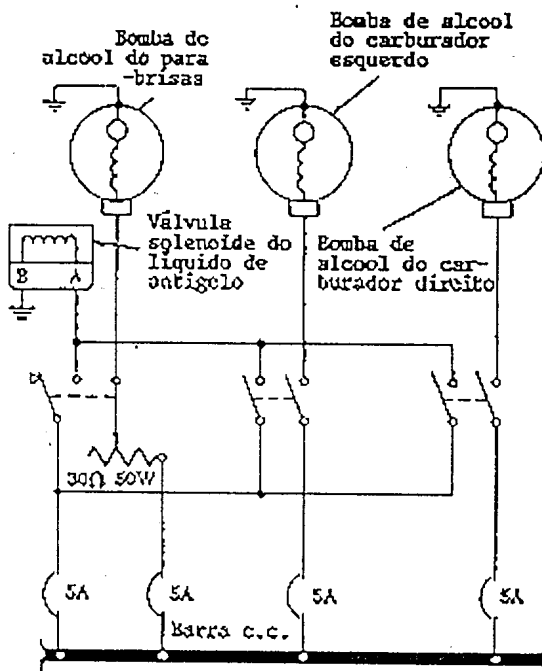 Bomba de
alcool do para
-brisas
Bomba de alcool
do carburador
esquerdo
Válvula
solenoide do
líquido de
antigelo
B A
Bomba de
alcool do car-
burador direito
30Ω 50W
5A
5A
5A
5A
Barra c.c.